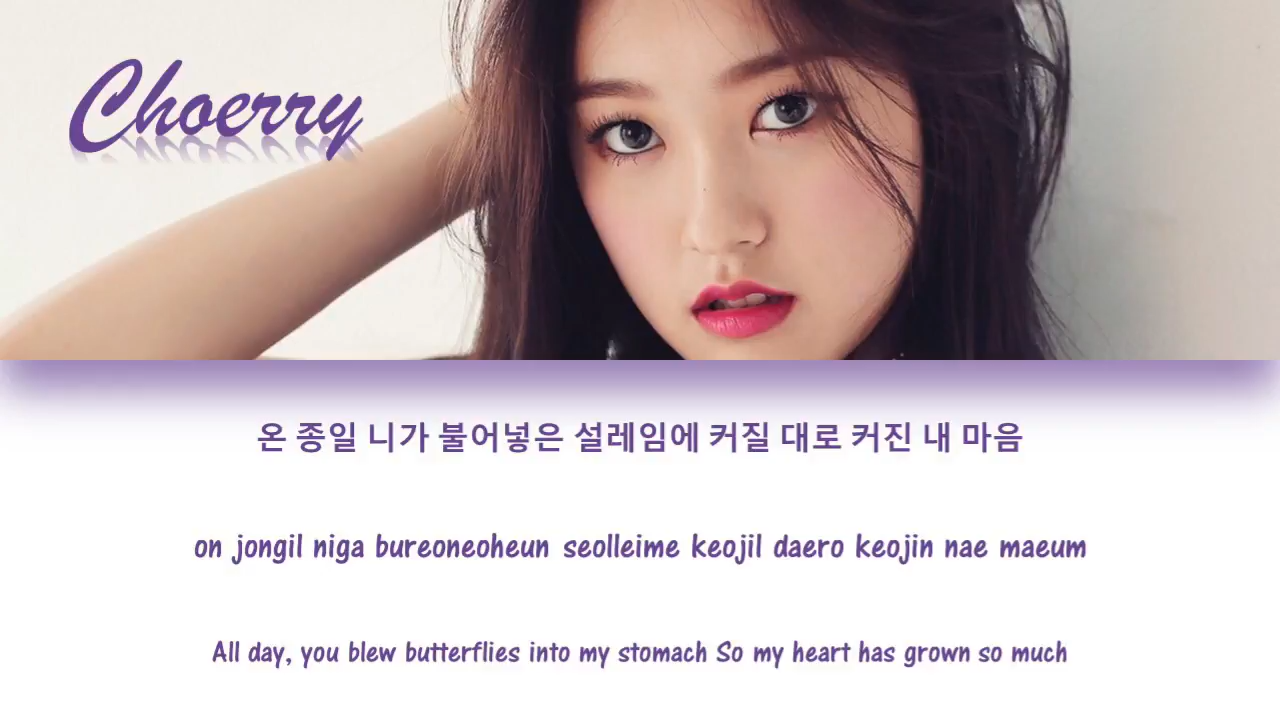 Choerry
온 종일 니가 불어넣은 설레임에 커질 대로 커진 내 마음
on jongil niga bureoneoheun seolleime keojil daero keojin nae maeum
All day, you blew butterflies into my stomach So my heart has grown so much